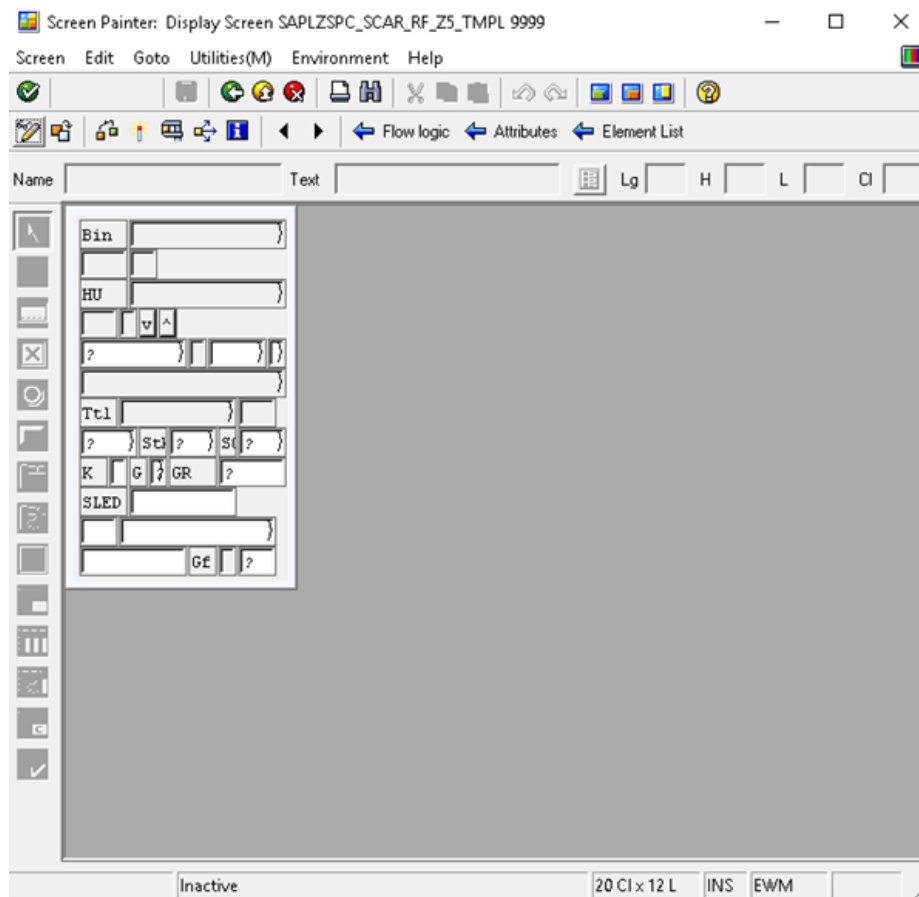 Screen Painter: Display Screen SAPLZSPC_SCAR_RF_Z5_TMPL 9999
Screen Edit Goto Utilities(M) Environment Help
Flow logic Attributes Element List
Name Text Lg H L Cl
Bin
HU
v ^
?
Ttl
? Stk ? S( ?
K G ? GR ?
SLED
Gf ?
Inactive 20 Cl x 12 L INS EWM